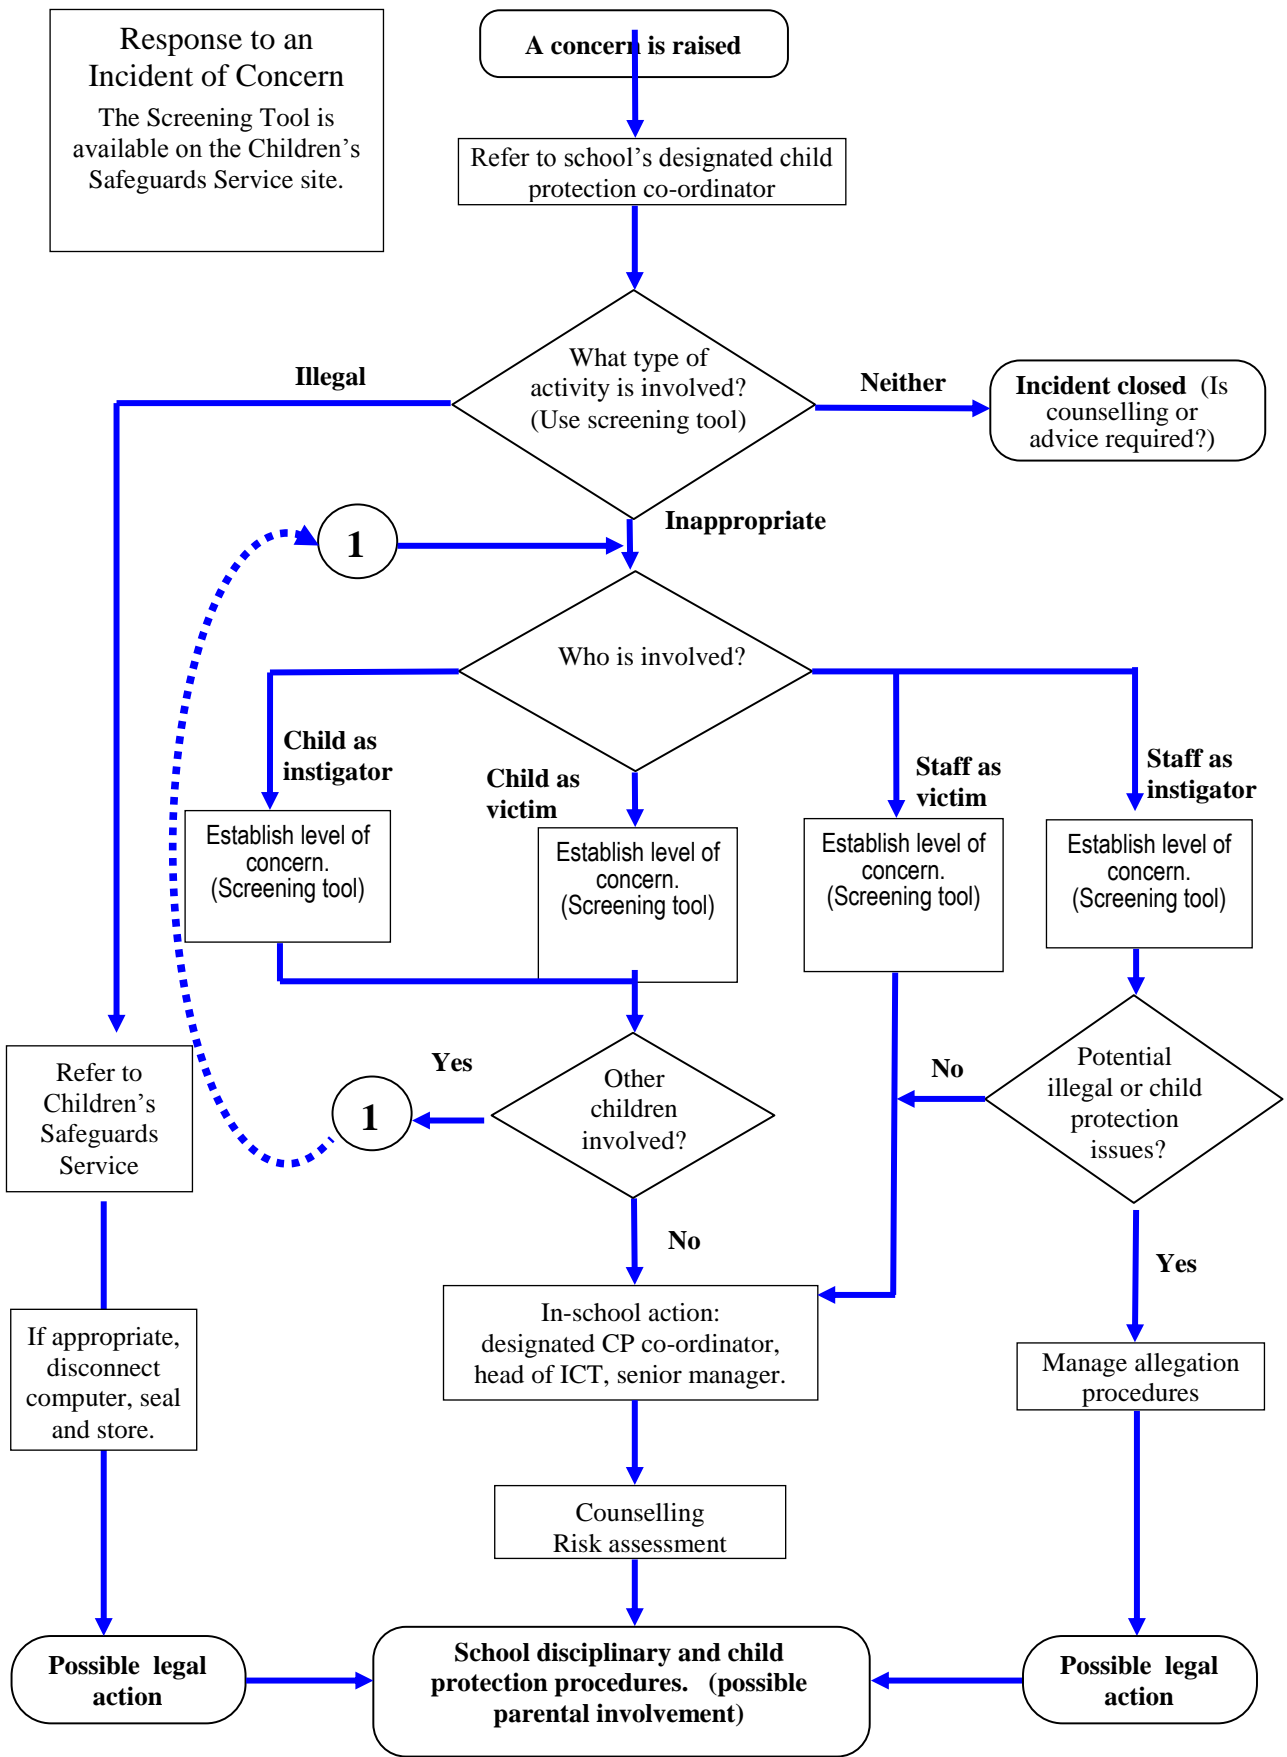 Response to an
Incident of Concern
The Screening Tool is
available on the Children’s
Safeguards Service site.
A concern is raised
Refer to school’s designated child
protection co-ordinator
What type of
activity is involved?
(Use screening tool)
Illegal
Neither
Incident closed (Is
counselling or
advice required?)
Inappropriate
1
Who is involved?
Child as
instigator
Child as
victim
Staff as
victim
Staff as
instigator
Establish level of
concern.
(Screening tool)
Establish level of
concern.
(Screening tool)
Establish level of
concern.
(Screening tool)
Establish level of
concern.
(Screening tool)
Refer to
Children’s
Safeguards
Service
Yes
1
Other
children
involved?
No
Potential
illegal or child
protection
issues?
No
Yes
If appropriate,
disconnect
computer, seal
and store.
In-school action:
designated CP co-ordinator,
head of ICT, senior manager.
Manage allegation
procedures
Counselling
Risk assessment
Possible legal
action
School disciplinary and child
protection procedures. (possible
parental involvement)
Possible legal
action